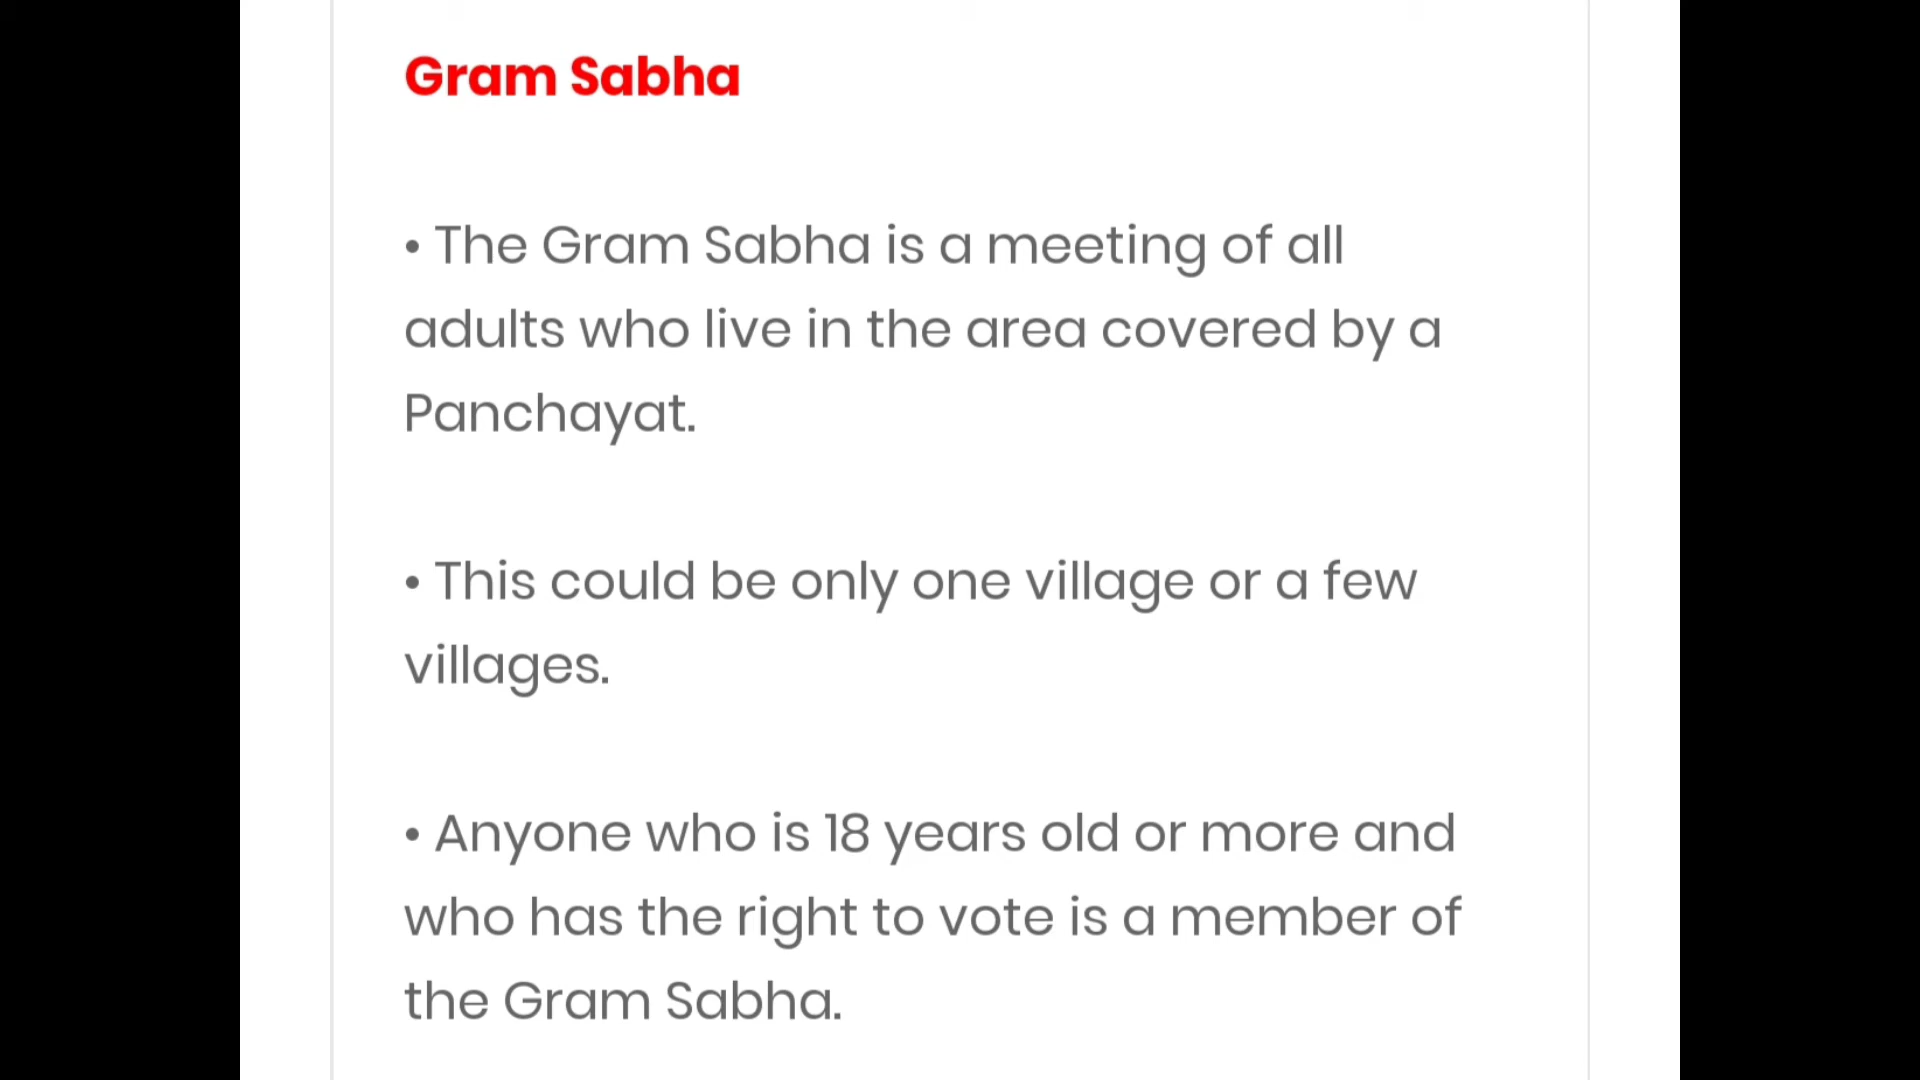 Gram Sabha
• The Gram Sabha is a meeting of all
adults who live in the area covered by a
Panchayat.
• This could be only one village or a few
villages.
• Anyone who is 18 years old or more and
who has the right to vote is a member of
the Gram Sabha.